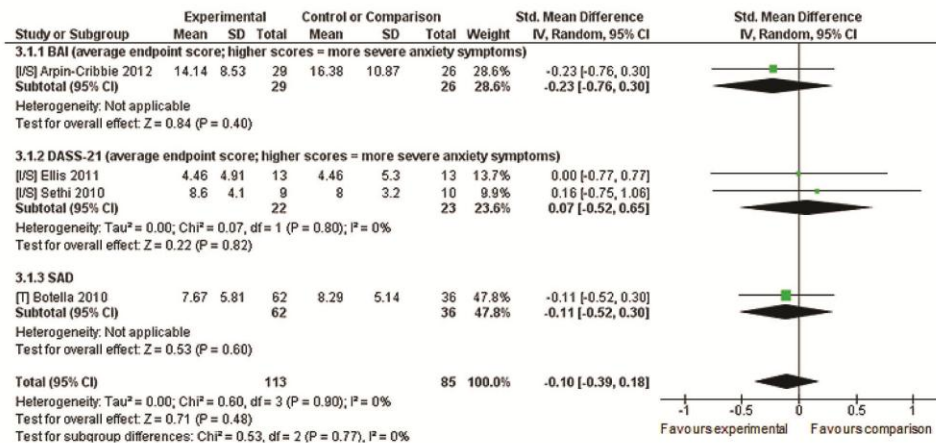 Experimental Control or Comparison Std. Mean Difference Std. Mean Difference
Study or Subgroup Mean SD Total Mean SD Total Weight IV, Random, 95% CI IV, Random, 95% CI
3.1.1 BAI (average endpoint score; higher scores = more severe anxiety symptoms)
[I/S] Arpin-Cribbie 2012 14.14 8.53 29 16.38 10.87 26 28.6% -0.23 [-0.76, 0.30]
Subtotal (95% CI) 29 26 28.6% -0.23 [-0.76, 0.30]
Heterogeneity: Not applicable
Test for overall effect: Z = 0.84 (P = 0.40)
3.1.2 DASS-21 (average endpoint score; higher scores = more severe anxiety symptoms)
[I/S] Ellis 2011 4.46 4.91 13 4.46 5.3 13 13.7% 0.00 [-0.77, 0.77]
[I/S] Sethi 2010 8.6 4.1 9 8 3.2 10 9.9% 0.16 [-0.75, 1.06]
Subtotal (95% CI) 22 23 23.6% 0.07 [-0.52, 0.65]
Heterogeneity: Tau² = 0.00; Chi² = 0.07, df = 1 (P = 0.80); I² = 0%
Test for overall effect: Z = 0.22 (P = 0.82)
3.1.3 SAD
[T] Botella 2010 7.67 5.81 62 8.29 5.14 36 47.8% -0.11 [-0.52, 0.30]
Subtotal (95% CI) 62 36 47.8% -0.11 [-0.52, 0.30]
Heterogeneity: Not applicable
Test for overall effect: Z = 0.53 (P = 0.60)
Total (95% CI) 113 85 100.0% -0.10 [-0.39, 0.18]
Heterogeneity: Tau² = 0.00; Chi² = 0.60, df = 3 (P = 0.90); I² = 0%
Test for overall effect: Z = 0.71 (P = 0.48)
Test for subgroup differences: Chi² = 0.53, df = 2 (P = 0.77), I² = 0%
-1 -0.5 0 0.5 1
Favours experimental Favours comparison